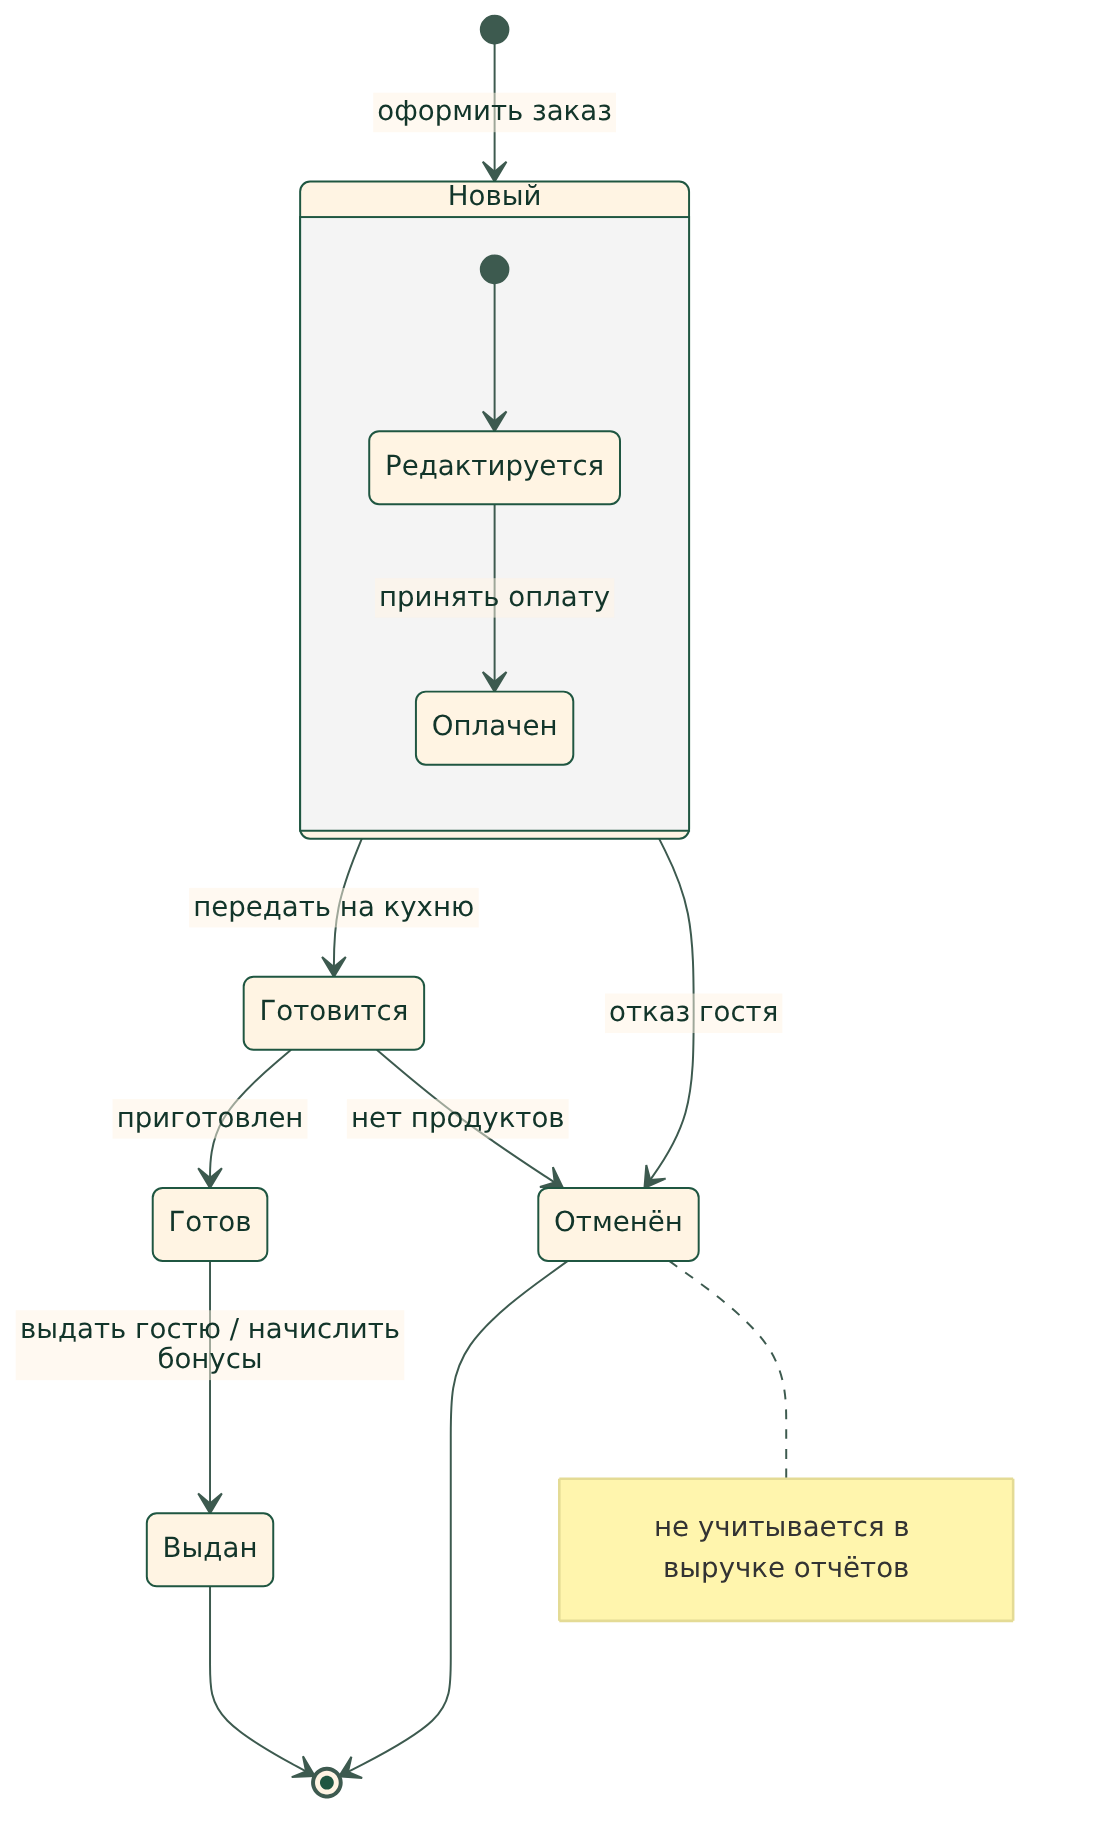 оформить заказ
Новый
Редактируется
принять оплату
Оплачен
передать на кухню
Готовится
отказ гостя
приготовлен
нет продуктов
Готов
Отменён
выдать гостю / начислить
бонусы
не учитывается в
выручке отчётов
Выдан